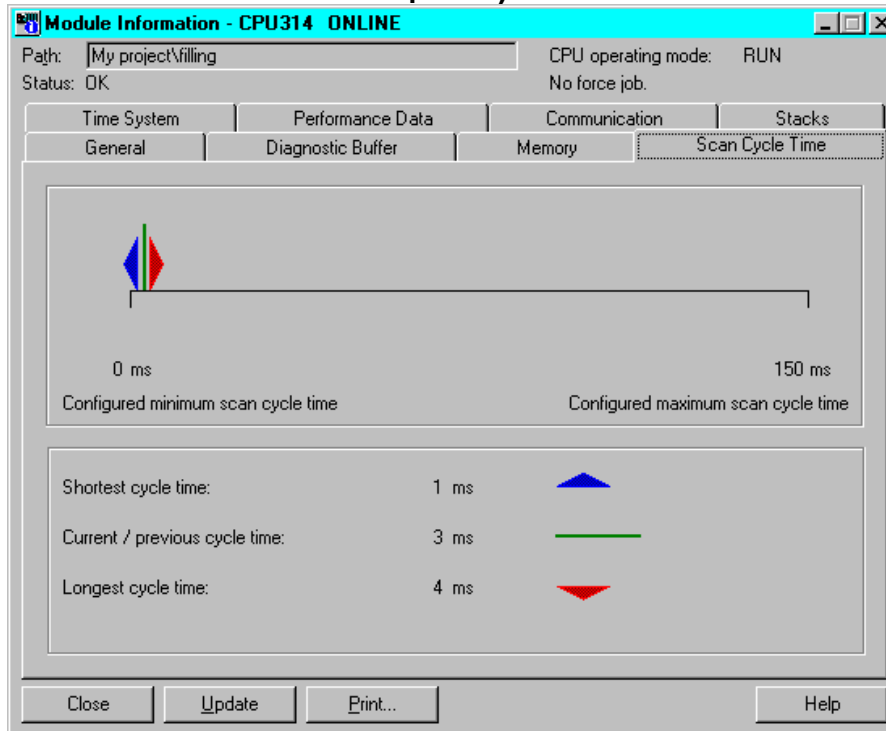 Module Information - CPU314 ONLINE
Path: My project\filling CPU operating mode: RUN
Status: OK No force job.
Time System Performance Data Communication Stacks
General Diagnostic Buffer Memory Scan Cycle Time
0 ms 150 ms
Configured minimum scan cycle time Configured maximum scan cycle time
Shortest cycle time: 1 ms
Current / previous cycle time: 3 ms
Longest cycle time: 4 ms
Close Update Print... Help